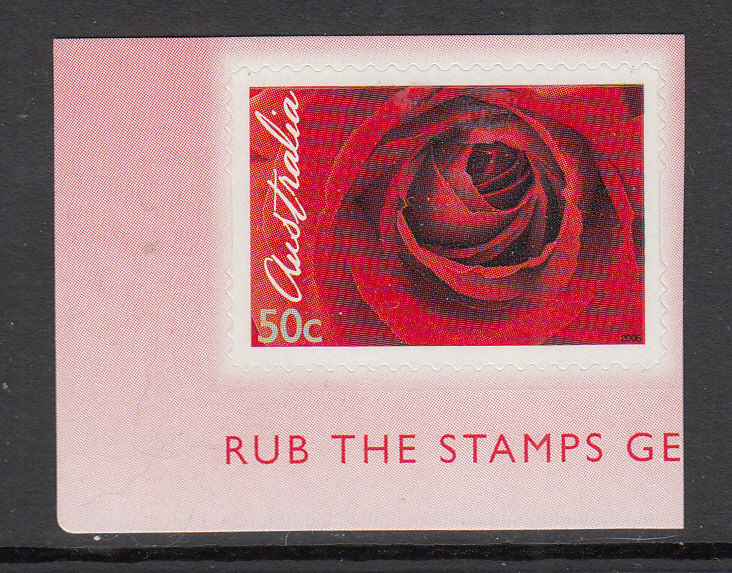 Australia
50c
2006
RUB THE STAMPS GE